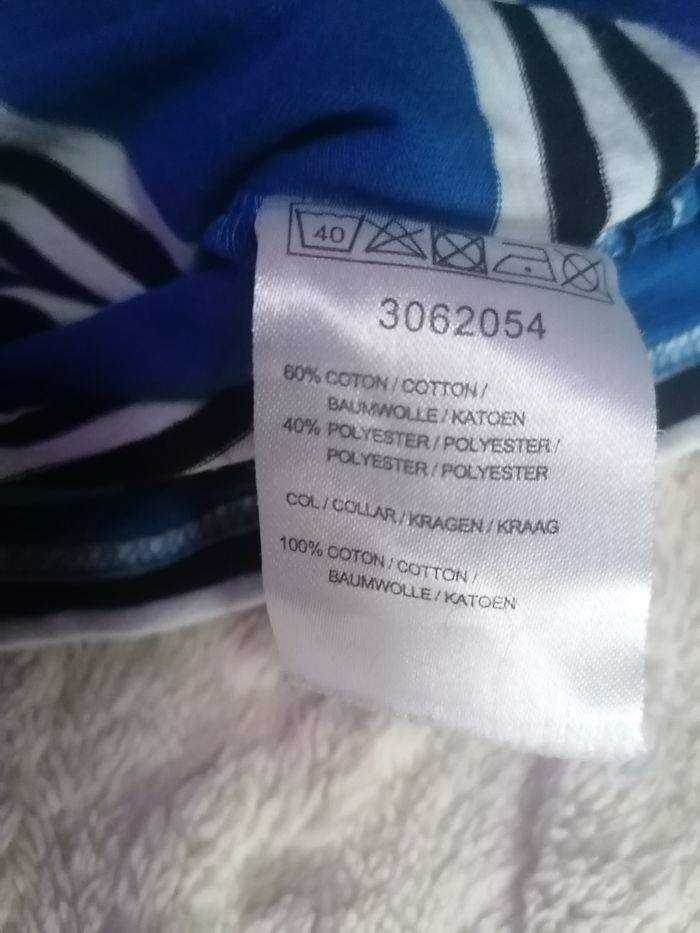 40
3062054
60% COTON / COTTON /
BAUMWOLLE / KATOEN
40% POLYESTER / POLYESTER /
POLYESTER / POLYESTER
COL / COLLAR / KRAGEN / KRAAG
100% COTON / COTTON /
BAUMWOLLE / KATOEN